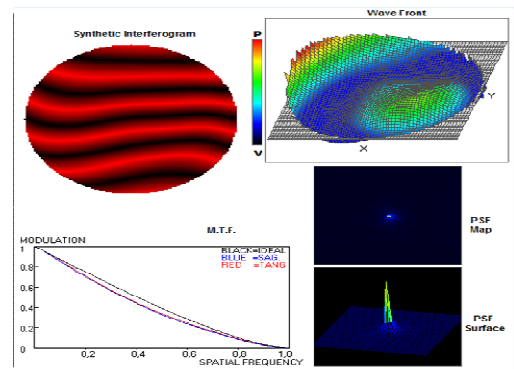 Wave Front
Synthetic Interferogram
P
V
Y
X
PSF
Map
M.T.F.
MODULATION
BLACK=IDEAL
BLUE =SAG
RED =TANG
1
0.8
0.6
0.4
0.2
0
0.2
0.4
0.6
0.8
1.0
SPATIAL FREQUENCY
PSF
Surface